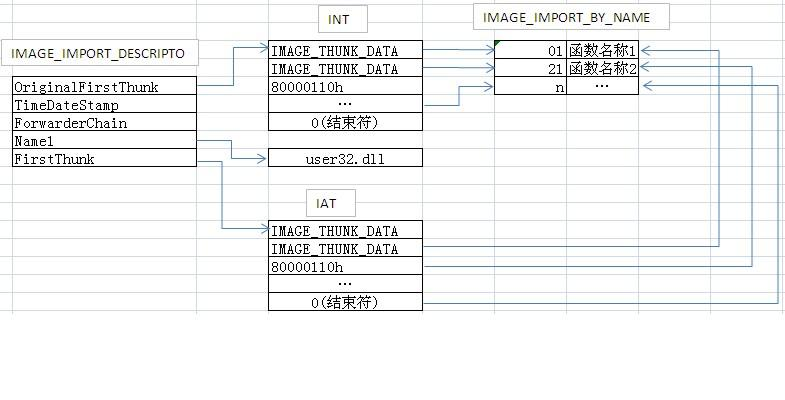 INT
IMAGE_IMPORT_BY_NAME
IMAGE_IMPORT_DESCRIPTO
IMAGE_THUNK_DATA
01 函数名称1
IMAGE_THUNK_DATA
21 函数名称2
OriginalFirstThunk
80000110h
n …
TimeDateStamp
…
ForwarderChain
0(结束符)
Name1
FirstThunk
user32.dll
IAT
IMAGE_THUNK_DATA
IMAGE_THUNK_DATA
80000110h
…
0(结束符)